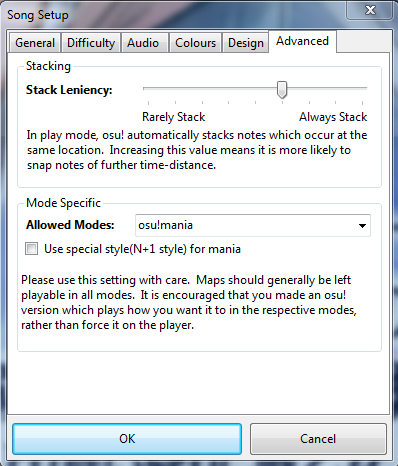 Song Setup
General Difficulty Audio Colours Design Advanced
Stacking
Stack Leniency:
Rarely Stack Always Stack
In play mode, osu! automatically stacks notes which occur at the
same location. Increasing this value means it is more likely to
snap notes of further time-distance.
Mode Specific
Allowed Modes: osu!mania
Use special style(N+1 style) for mania
Please use this setting with care. Maps should generally be left
playable in all modes. It is encouraged that you made an osu!
version which plays how you want it to in the respective modes,
rather than force it on the player.
OK Cancel